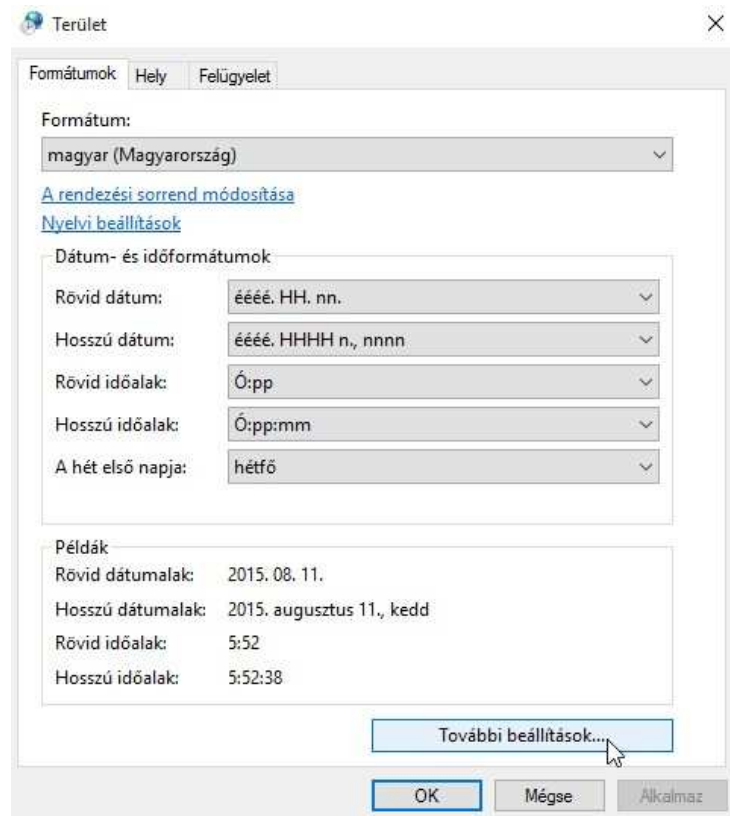 Terület
Formátumok Hely Felügyelet
Formátum:
magyar (Magyarország)
A rendezési sorrend módosítása
Nyelvi beállítások
Dátum- és időformátumok
Rövid dátum: éééé. HH. nn.
Hosszú dátum: éééé. HHHH n., nnnn
Rövid időalak: Ó:pp
Hosszú időalak: Ó:pp:mm
A hét első napja: hétfő
Példák
Rövid dátumalak: 2015. 08. 11.
Hosszú dátumalak: 2015. augusztus 11., kedd
Rövid időalak: 5:52
Hosszú időalak: 5:52:38
További beállítások...
OK Mégse Alkalmaz